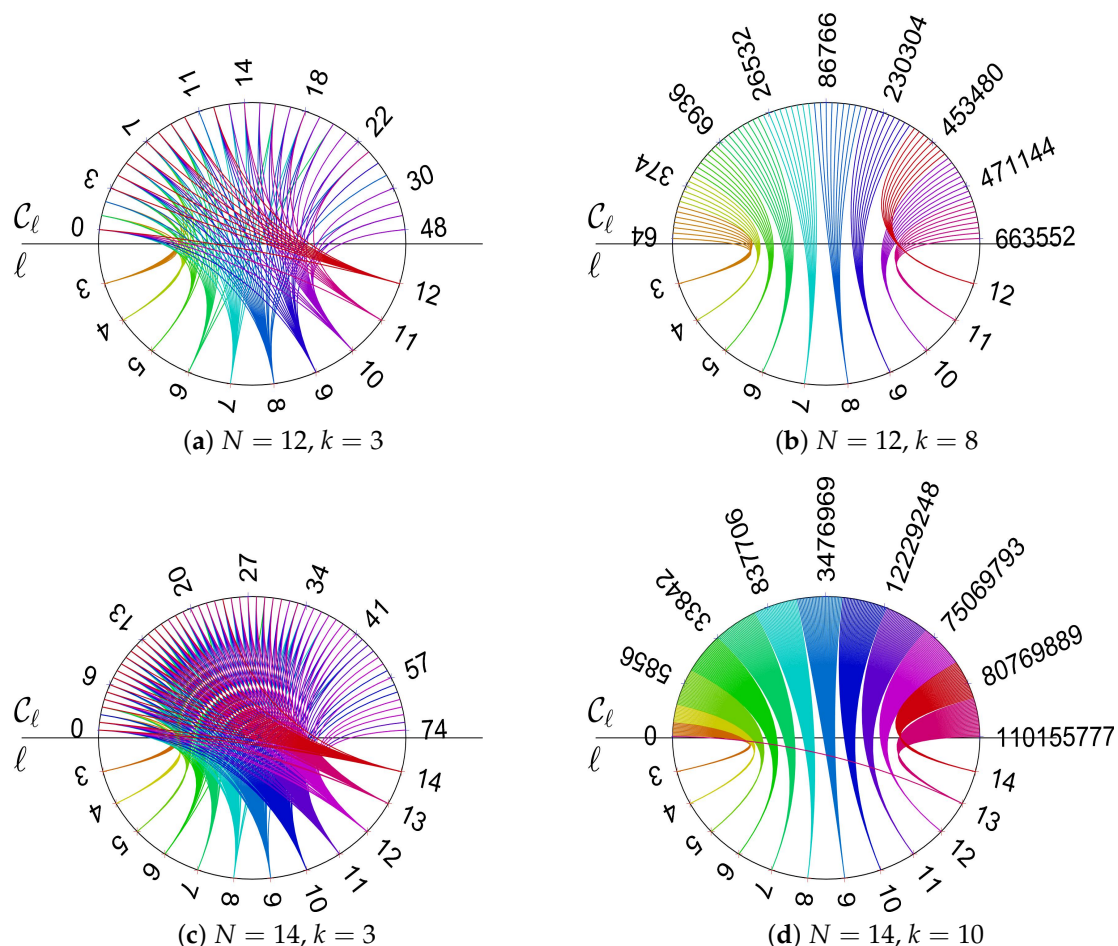 0 3 7 11 14 18 22 30 48
𝒞ℓ
ℓ
3 4 5 6 7 8 9 10 11 12
(a) N = 12, k = 3
64 374 6936 26532 86766 230304 453480 471144 663552
3 4 5 6 7 8 9 10 11 12
(b) N = 12, k = 8
0 6 13 20 27 34 41 57 74
𝒞ℓ
ℓ
3 4 5 6 7 8 9 10 11 12 13 14
(c) N = 14, k = 3
0 5856 33842 837706 3476969 12229248 75069793 80769889 110155777
3 4 5 6 7 8 9 10 11 12 13 14
(d) N = 14, k = 10